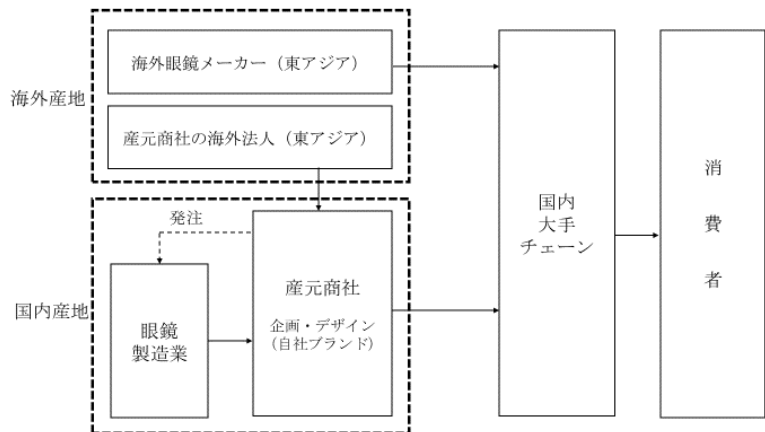 海外産地
海外眼鏡メーカー（東アジア）
産元商社の海外法人（東アジア）
国内産地
発注
眼鏡
製造業
産元商社
企画・デザイン
（自社ブランド）
国内
大手
チェーン
消
費
者